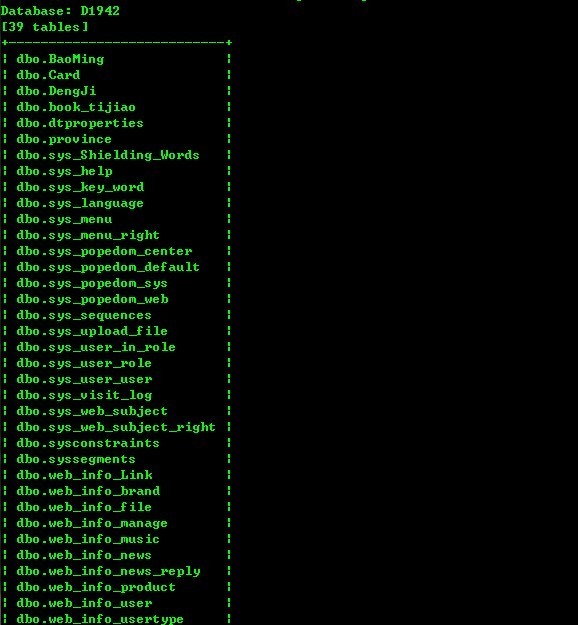 Database: D1942
[39 tables]
+---------------------------+
¦ dbo.BaoMing ¦
¦ dbo.Card ¦
¦ dbo.DengJi ¦
¦ dbo.book_tijiao ¦
¦ dbo.dtproperties ¦
¦ dbo.province ¦
¦ dbo.sys_Shielding_Words ¦
¦ dbo.sys_help ¦
¦ dbo.sys_key_word ¦
¦ dbo.sys_language ¦
¦ dbo.sys_menu ¦
¦ dbo.sys_menu_right ¦
¦ dbo.sys_popedom_center ¦
¦ dbo.sys_popedom_default ¦
¦ dbo.sys_popedom_sys ¦
¦ dbo.sys_popedom_web ¦
¦ dbo.sys_sequences ¦
¦ dbo.sys_upload_file ¦
¦ dbo.sys_user_in_role ¦
¦ dbo.sys_user_role ¦
¦ dbo.sys_user_user ¦
¦ dbo.sys_visit_log ¦
¦ dbo.sys_web_subject ¦
¦ dbo.sys_web_subject_right ¦
¦ dbo.sysconstraints ¦
¦ dbo.syssegments ¦
¦ dbo.web_info_Link ¦
¦ dbo.web_info_brand ¦
¦ dbo.web_info_file ¦
¦ dbo.web_info_manage ¦
¦ dbo.web_info_music ¦
¦ dbo.web_info_news ¦
¦ dbo.web_info_news_reply ¦
¦ dbo.web_info_product ¦
¦ dbo.web_info_user ¦
¦ dbo.web_info_usertype ¦